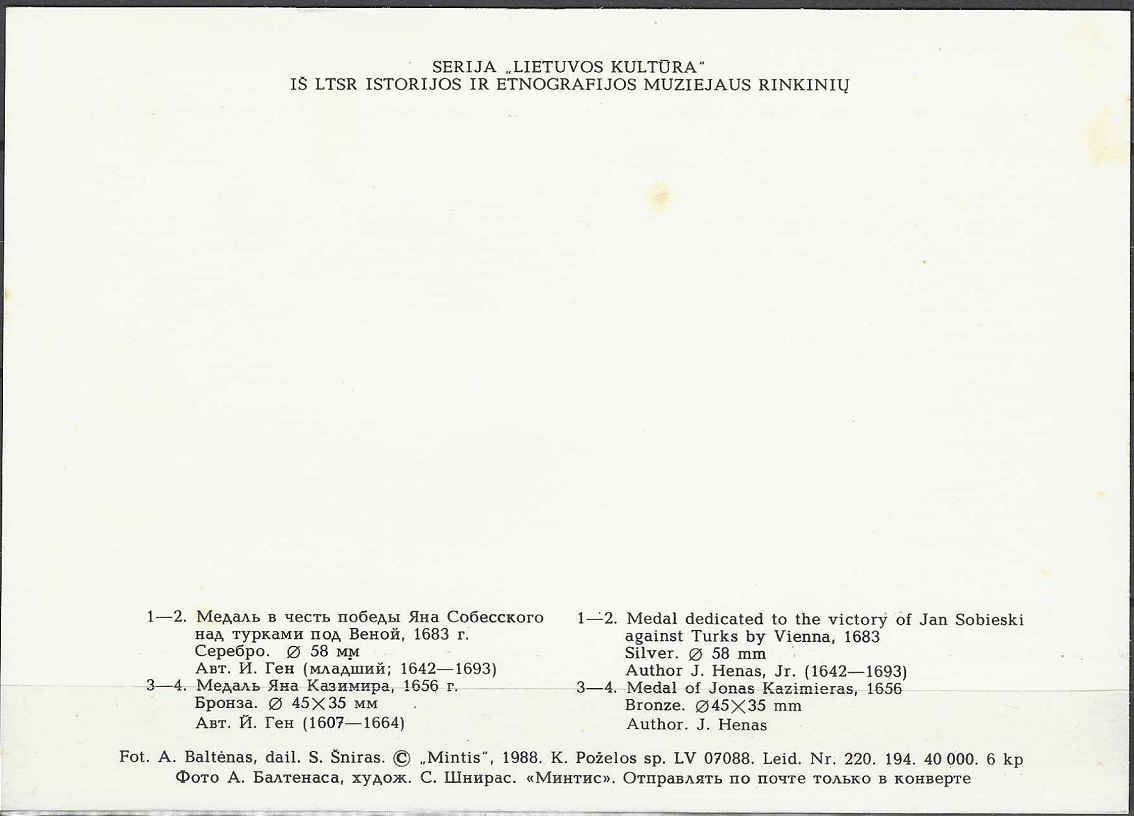 SERIJA „LIETUVOS KULTŪRA“
IŠ LTSR ISTORIJOS IR ETNOGRAFIJOS MUZIEJAUS RINKINIŲ
1—2. Медаль в честь победы Яна Собесского
над турками под Веной, 1683 г.
Серебро. ∅ 58 мм
Авт. Й. Ген (младший; 1642—1693)
3—4. Медаль Яна Казимира, 1656 г.
Бронза. ∅ 45×35 мм
Авт. Й. Ген (1607—1664)
1—2. Medal dedicated to the victory of Jan Sobieski
against Turks by Vienna, 1683
Silver. ∅ 58 mm
Author J. Henas, Jr. (1642—1693)
3—4. Medal of Jonas Kazimieras, 1656
Bronze. ∅45×35 mm
Author. J. Henas
Fot. A. Baltėnas, dail. S. Šniras. © „Mintis“, 1988. K. Poželos sp. LV 07088. Leid. Nr. 220. 194. 40 000. 6 kp
Фото А. Балтенаса, худож. С. Шнирас. «Минтис». Отправлять по почте только в конверте